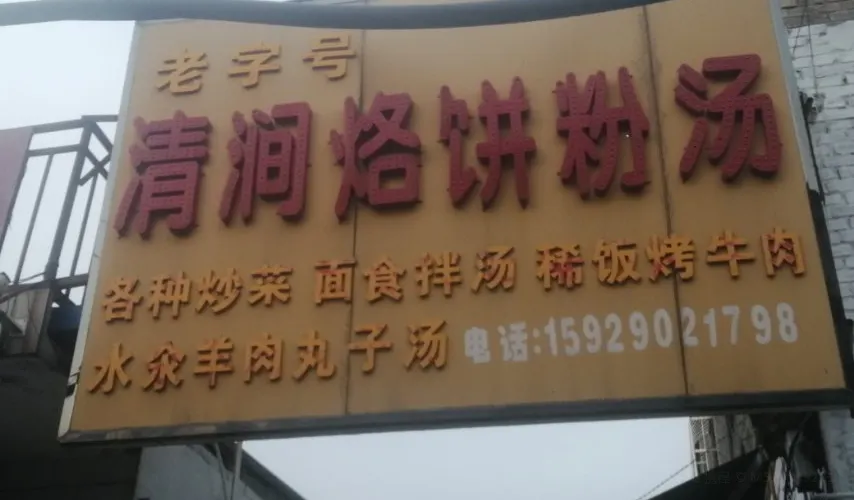 老字号
清涧烙饼粉汤
各种炒菜 面食拌汤 稀饭烤牛肉
水汆羊肉丸子汤 电话:15929021798